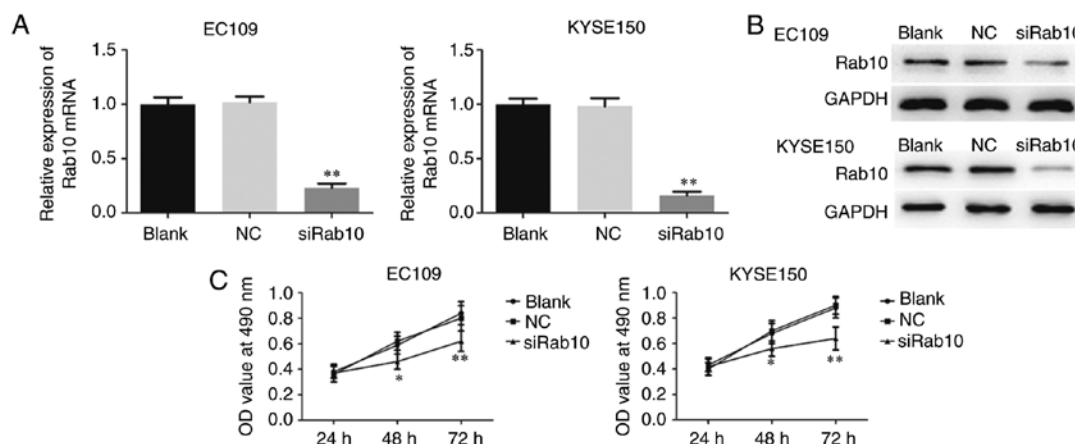 A
EC109
Relative expression of
Rab10 mRNA
1.5
1.0
0.5
0.0
**
Blank NC siRab10
KYSE150
Relative expression of
Rab10 mRNA
1.5
1.0
0.5
0.0
**
Blank NC siRab10
B
EC109
Blank NC siRab10
Rab10
GAPDH
KYSE150
Blank NC siRab10
Rab10
GAPDH
C
EC109
OD value at 490 nm
1.0
0.8
0.6
0.4
0.2
0.0
* **
24 h 48 h 72 h
Blank
NC
siRab10
KYSE150
OD value at 490 nm
1.0
0.8
0.6
0.4
0.2
0.0
* **
24 h 48 h 72 h
Blank
NC
siRab10